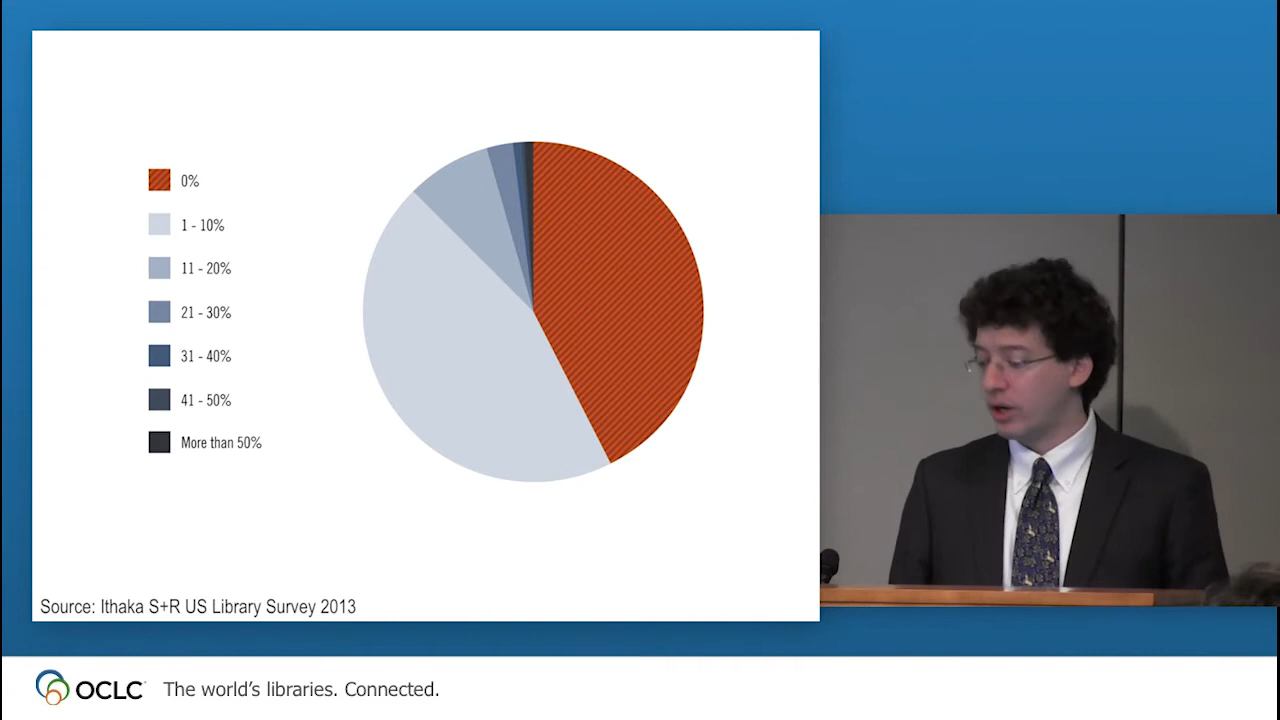 0%
1 - 10%
11 - 20%
21 - 30%
31 - 40%
41 - 50%
More than 50%
Source: Ithaka S+R US Library Survey 2013
OCLC The world's libraries. Connected.